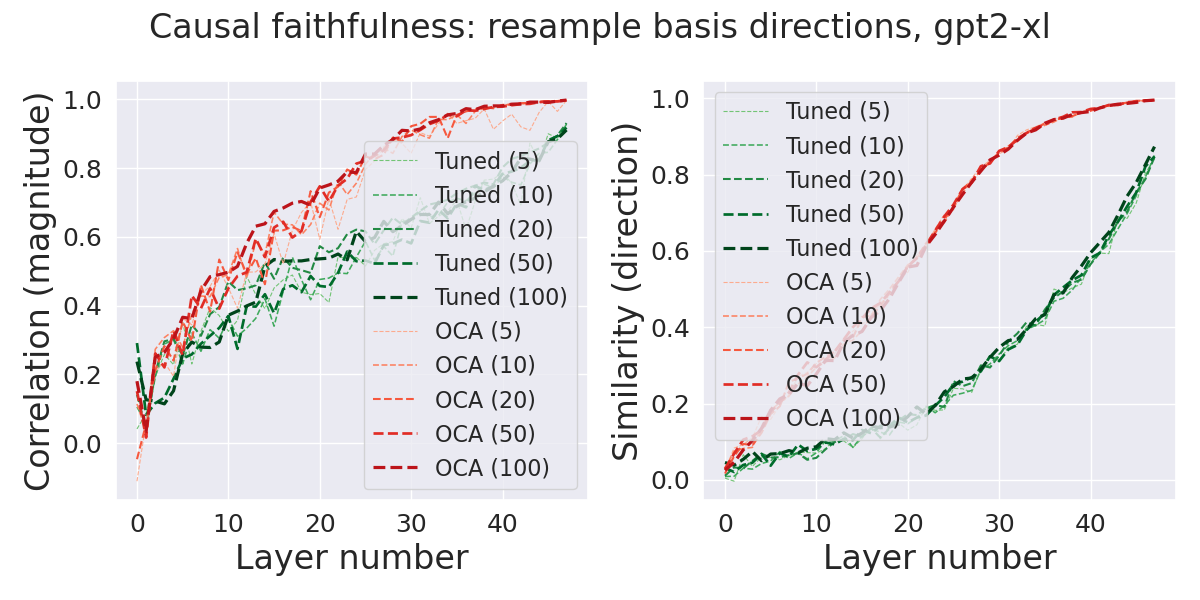 Causal faithfulness: resample basis directions, gpt2-xl
Correlation (magnitude)
1.0
0.8
0.6
0.4
0.2
0.0
Tuned (5)
Tuned (10)
Tuned (20)
Tuned (50)
Tuned (100)
OCA (5)
OCA (10)
OCA (20)
OCA (50)
OCA (100)
0 10 20 30 40
Layer number
Similarity (direction)
1.0
0.8
0.6
0.4
0.2
0.0
Tuned (5)
Tuned (10)
Tuned (20)
Tuned (50)
Tuned (100)
OCA (5)
OCA (10)
OCA (20)
OCA (50)
OCA (100)
0 10 20 30 40
Layer number